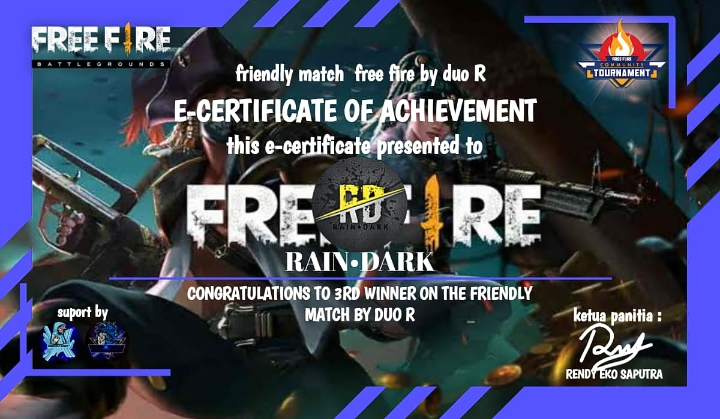 FREE FIRE
BATTLEGROUNDS
FREE FIRE
COMMUNITY
TOURNAMENT
friendly match free fire by duo R
E-CERTIFICATE OF ACHIEVEMENT
this e-certificate presented to
FREE FIRE
RD
RAIN•DARK
RAIN•DARK
CONGRATULATIONS TO 3RD WINNER ON THE FRIENDLY
MATCH BY DUO R
suport by
ketua panitia :
RENDY EKO SAPUTRA